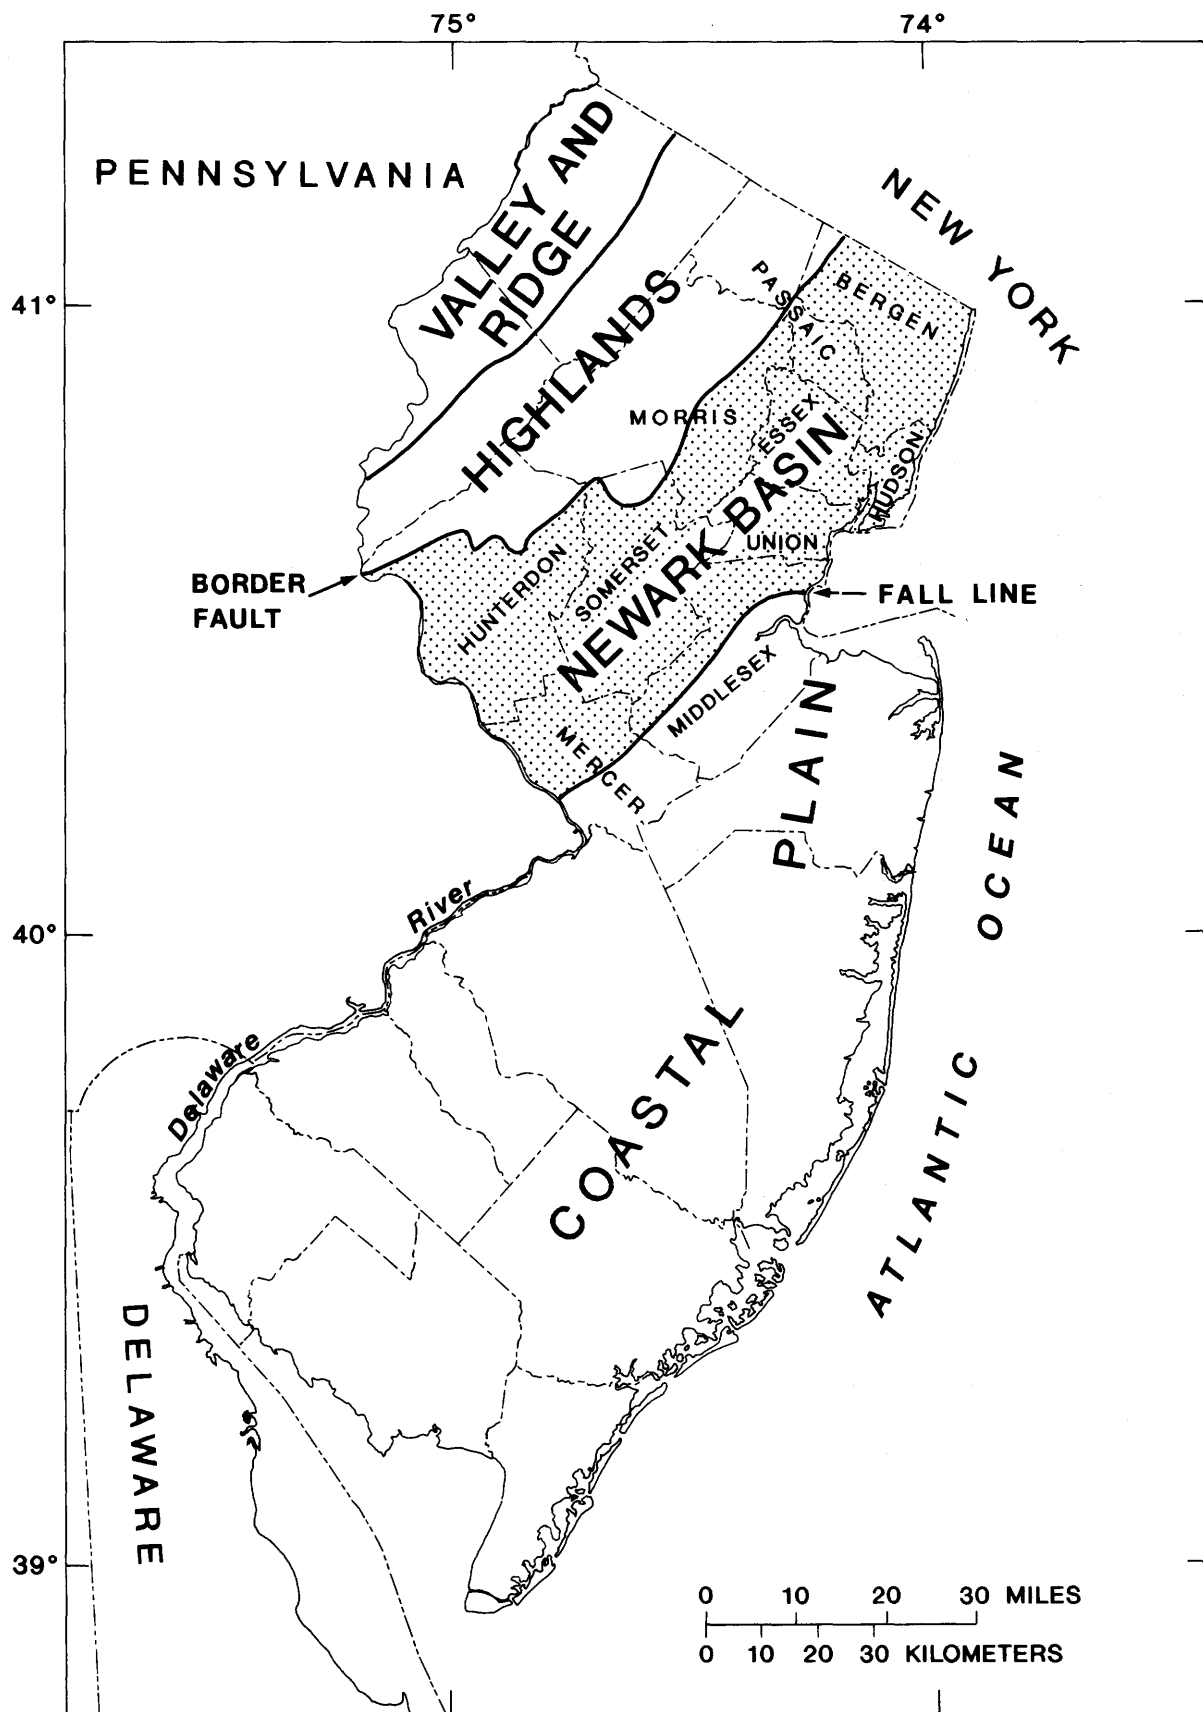 75° 74°
PENNSYLVANIA
NEW YORK
VALLEY AND
RIDGE
41°
HIGHLANDS
PASSAIC
BERGEN
MORRIS
ESSEX
HUDSON
NEWARK BASIN
UNION
SOMERSET
HUNTERDON
BORDER
FAULT
FALL LINE
MIDDLESEX
MERCER
COASTAL PLAIN
ATLANTIC OCEAN
40°
Delaware River
DELAWARE
39°
0 10 20 30 MILES
0 10 20 30 KILOMETERS